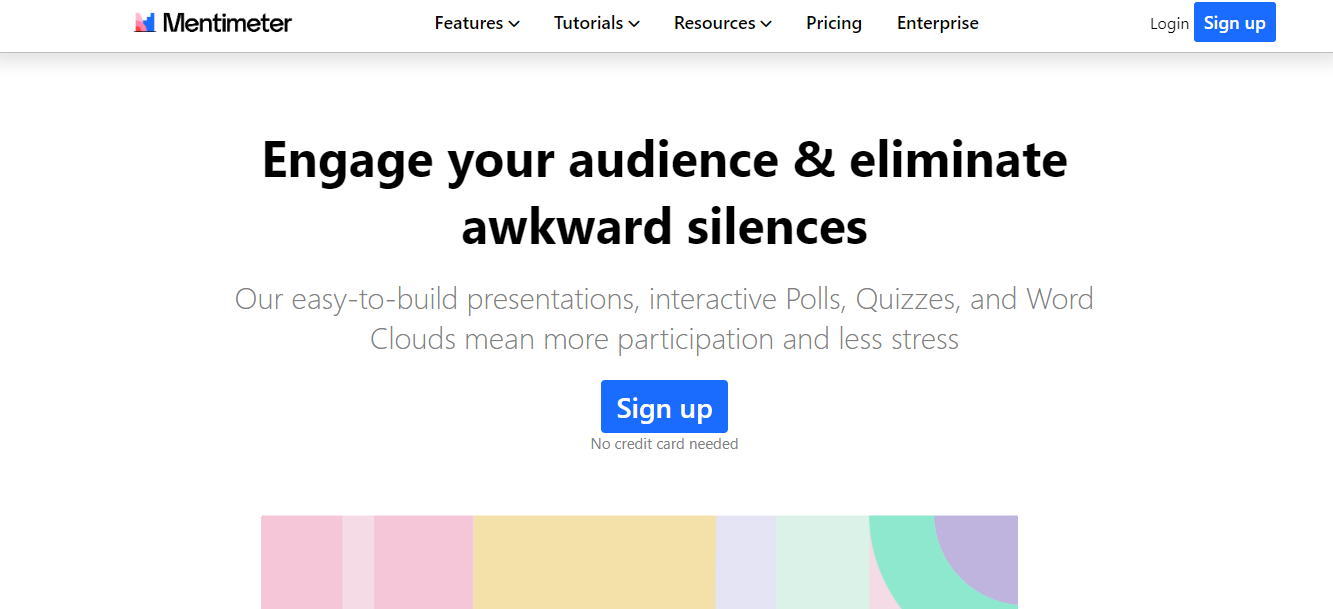 Mentimeter Features Tutorials Resources Pricing Enterprise Login Sign up
Engage your audience & eliminate
awkward silences
Our easy-to-build presentations, interactive Polls, Quizzes, and Word
Clouds mean more participation and less stress
Sign up
No credit card needed